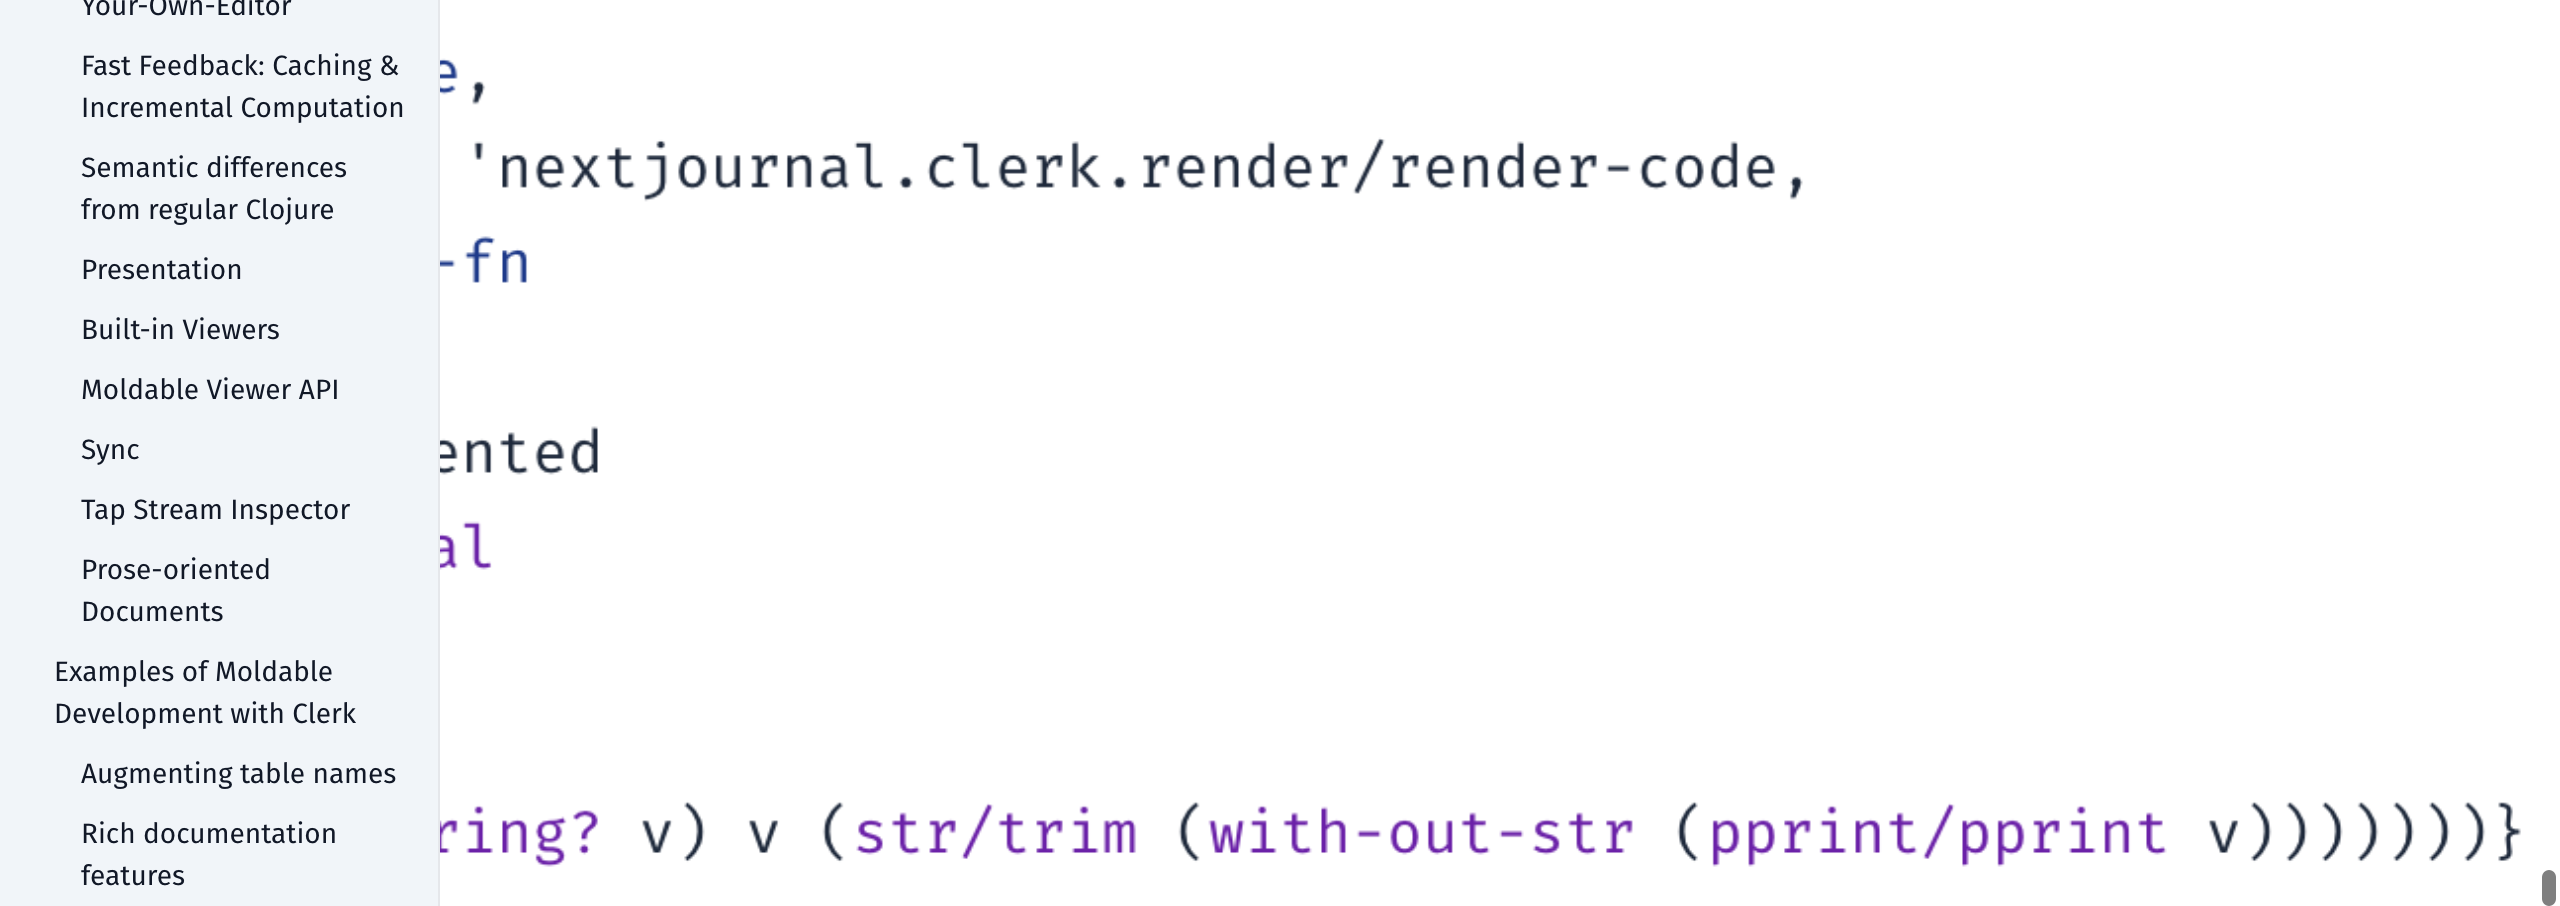 Your-Own-Editor
Fast Feedback: Caching &
Incremental Computation
Semantic differences
from regular Clojure
Presentation
Built-in Viewers
Moldable Viewer API
Sync
Tap Stream Inspector
Prose-oriented
Documents
Examples of Moldable
Development with Clerk
Augmenting table names
Rich documentation
features
e,
'nextjournal.clerk.render/render-code,
-fn
ented
al
ring? v) v (str/trim (with-out-str (pprint/pprint v)))))))}